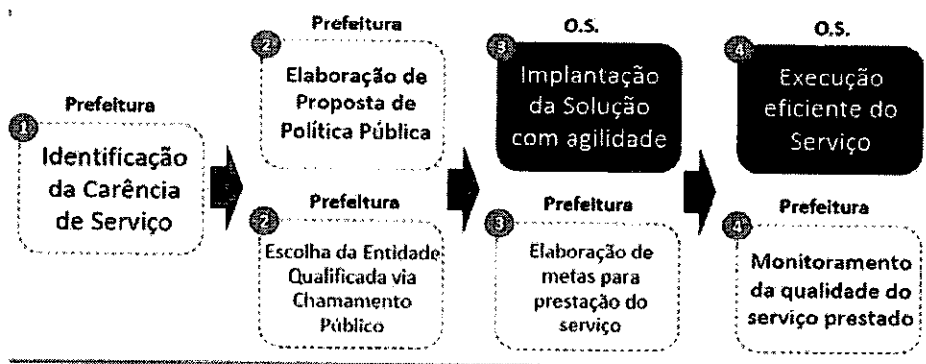 Prefeitura
1
Identificação
da Carência
de Serviço
Prefeitura
2
Elaboração de
Proposta de
Política Pública
Prefeitura
2
Escolha da Entidade
Qualificada via
Chamamento
Público
O.S.
3
Implantação
da Solução
com agilidade
Prefeitura
3
Elaboração de
metas para
prestação do
serviço
O.S.
4
Execução
eficiente do
Serviço
Prefeitura
4
Monitoramento
da qualidade do
serviço prestado